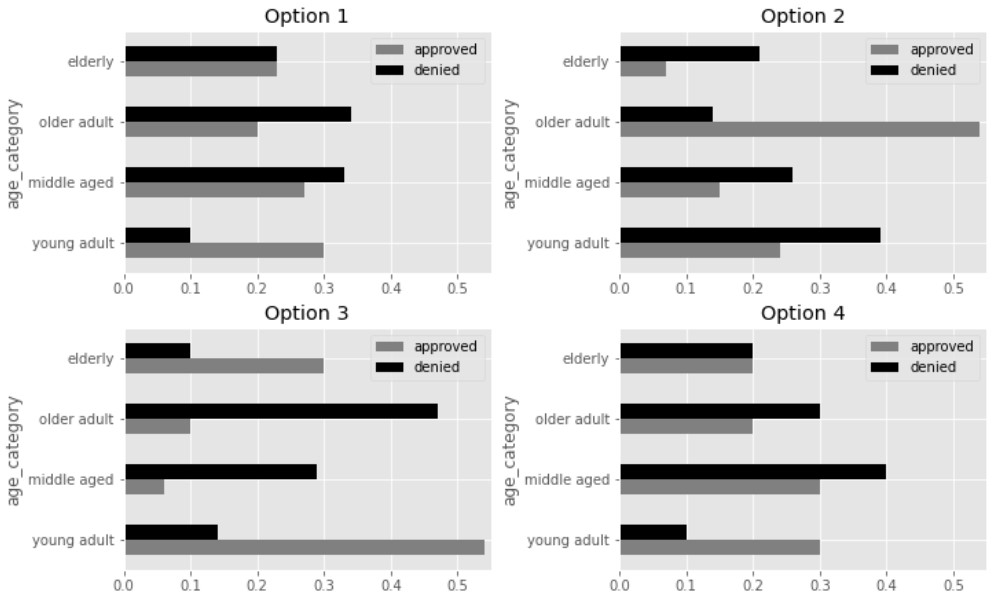 Option 1
approved
denied
elderly
older adult
middle aged
young adult
age_category
0.0 0.1 0.2 0.3 0.4 0.5
Option 2
approved
denied
elderly
older adult
middle aged
young adult
age_category
0.0 0.1 0.2 0.3 0.4 0.5
Option 3
approved
denied
elderly
older adult
middle aged
young adult
age_category
0.0 0.1 0.2 0.3 0.4 0.5
Option 4
approved
denied
elderly
older adult
middle aged
young adult
age_category
0.0 0.1 0.2 0.3 0.4 0.5